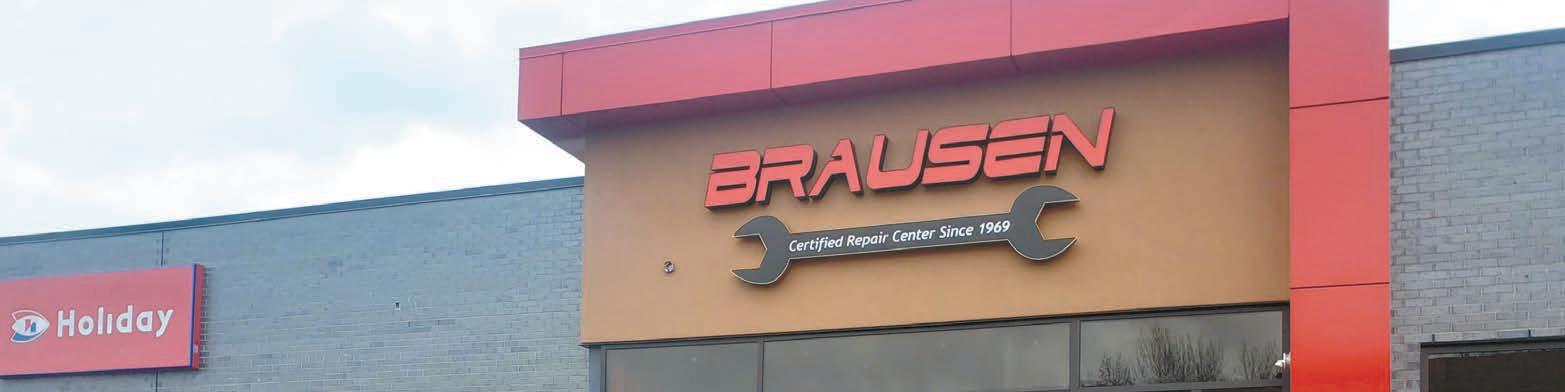 BRAUSEN
Certified Repair Center Since 1969
Holiday